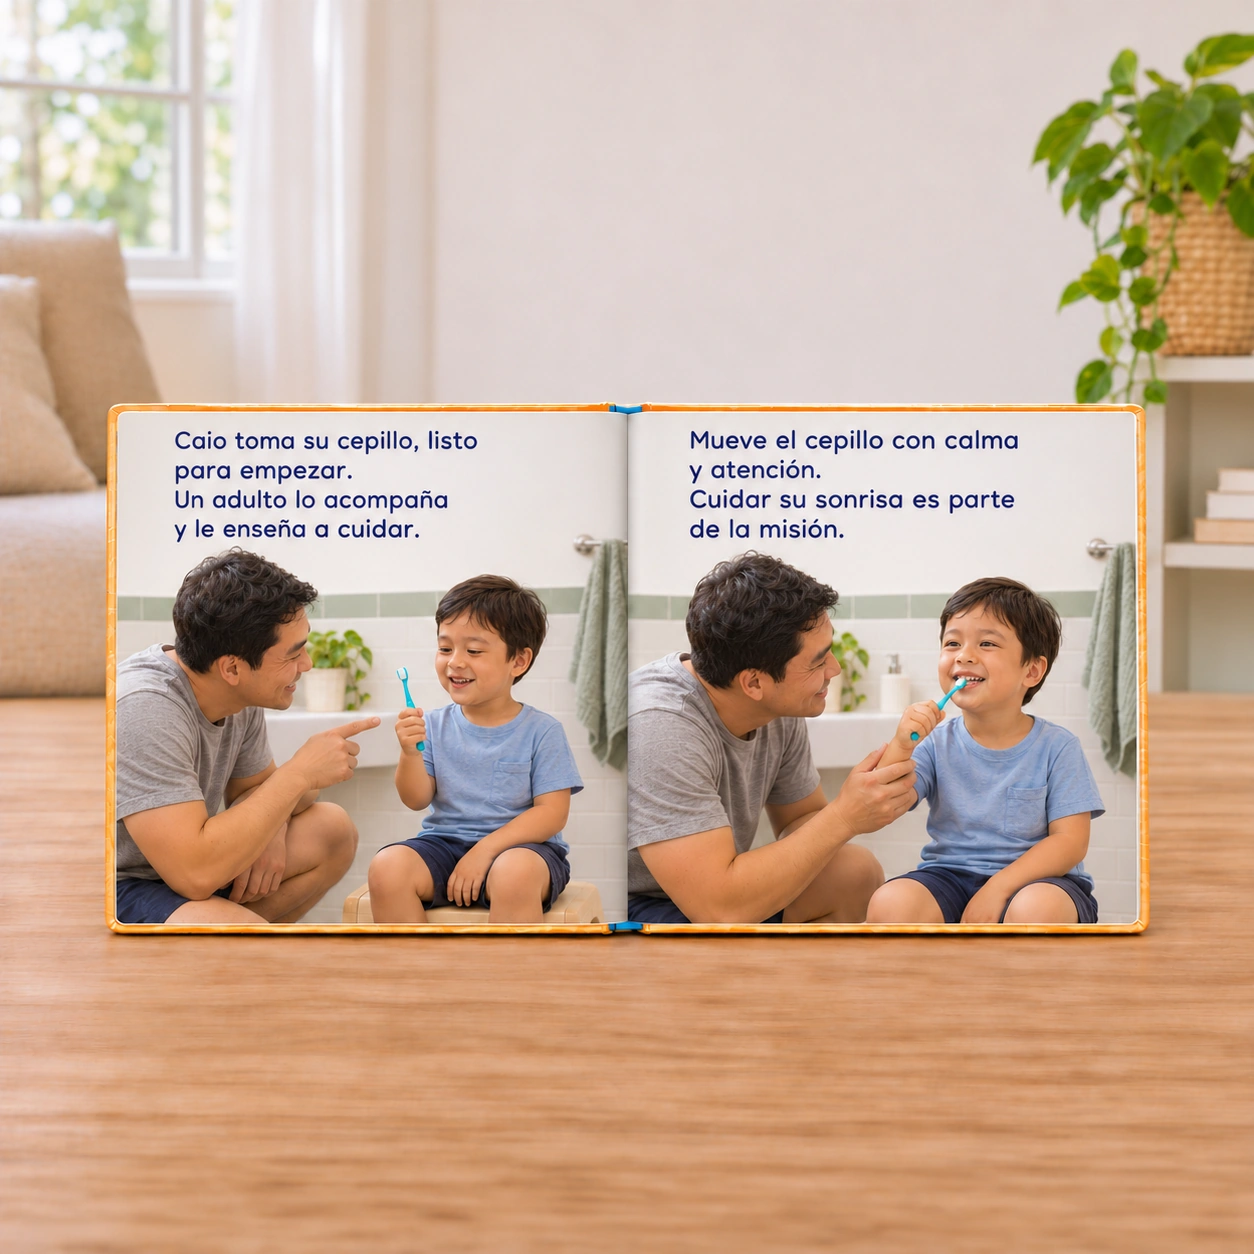 Caio toma su cepillo, listo
para empezar.
Un adulto lo acompaña
y le enseña a cuidar.
Mueve el cepillo con calma
y atención.
Cuidar su sonrisa es parte
de la misión.